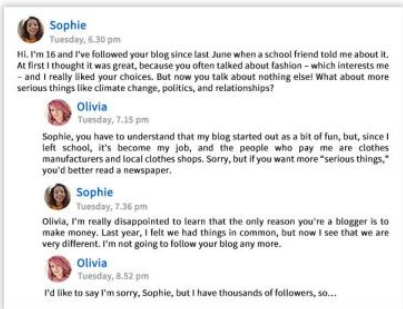 Sophie
Tuesday, 6.30 pm
Hi. I'm 16 and I've followed your blog since last June when a school friend told me about it.
At first I thought it was great, because you often talked about fashion – which interests me
– and I really liked your choices. But now you talk about nothing else! What about more
serious things like climate change, politics, and relationships?
Olivia
Tuesday, 7.15 pm
Sophie, you have to understand that my blog started out as a bit of fun, but, since I
left school, it's become my job, and the people who pay me are clothes
manufacturers and local clothes shops. Sorry, but if you want more "serious things,"
you'd better read a newspaper.
Sophie
Tuesday, 7.36 pm
Olivia, I'm really disappointed to learn that the only reason you're a blogger is to
make money. Last year, I felt we had things in common, but now I see that we are
very different. I'm not going to follow your blog any more.
Olivia
Tuesday, 8.52 pm
I'd like to say I'm sorry, Sophie, but I have thousands of followers, so...